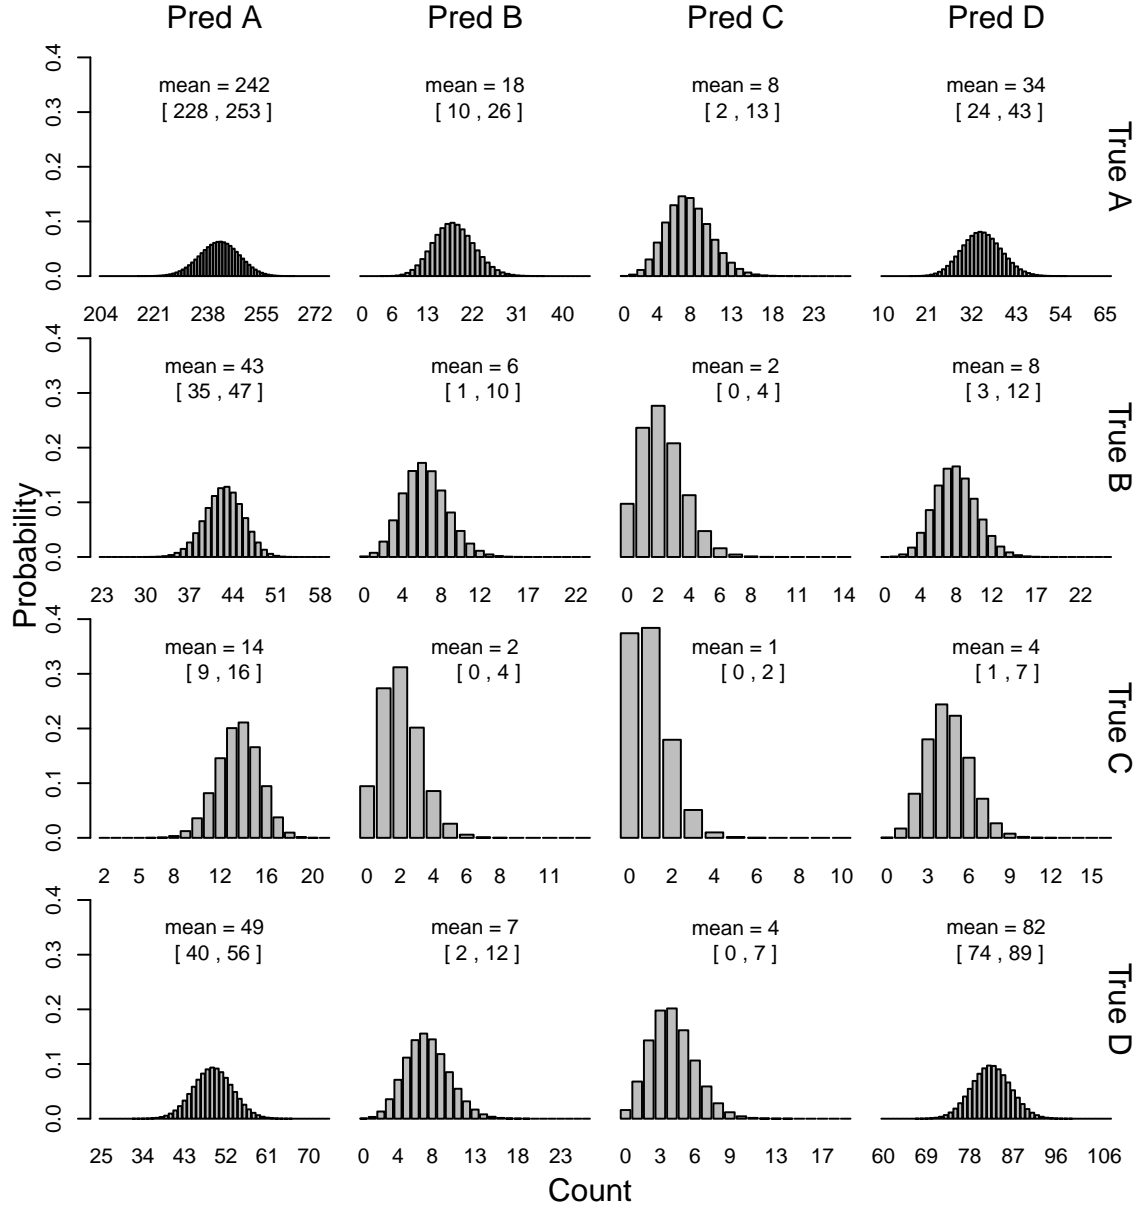 Pred A Pred B Pred C Pred D
0.0 0.1 0.2 0.3 0.4
mean = 242
[ 228 , 253 ]
mean = 18
[ 10 , 26 ]
mean = 8
[ 2 , 13 ]
mean = 34
[ 24 , 43 ]
True A
204 221 238 255 272
0 6 13 22 31 40
0 4 8 13 18 23
10 21 32 43 54 65
0.0 0.1 0.2 0.3 0.4
mean = 43
[ 35 , 47 ]
mean = 6
[ 1 , 10 ]
mean = 2
[ 0 , 4 ]
mean = 8
[ 3 , 12 ]
True B
23 30 37 44 51 58
0 4 8 12 17 22
0 2 4 6 8 11 14
0 4 8 12 17 22
Probability
0.0 0.1 0.2 0.3 0.4
mean = 14
[ 9 , 16 ]
mean = 2
[ 0 , 4 ]
mean = 1
[ 0 , 2 ]
mean = 4
[ 1 , 7 ]
True C
2 5 8 12 16 20
0 2 4 6 8 11
0 2 4 6 8 10
0 3 6 9 12 15
0.0 0.1 0.2 0.3 0.4
mean = 49
[ 40 , 56 ]
mean = 7
[ 2 , 12 ]
mean = 4
[ 0 , 7 ]
mean = 82
[ 74 , 89 ]
True D
25 34 43 52 61 70
0 4 8 13 18 23
0 3 6 9 13 17
60 69 78 87 96 106
Count